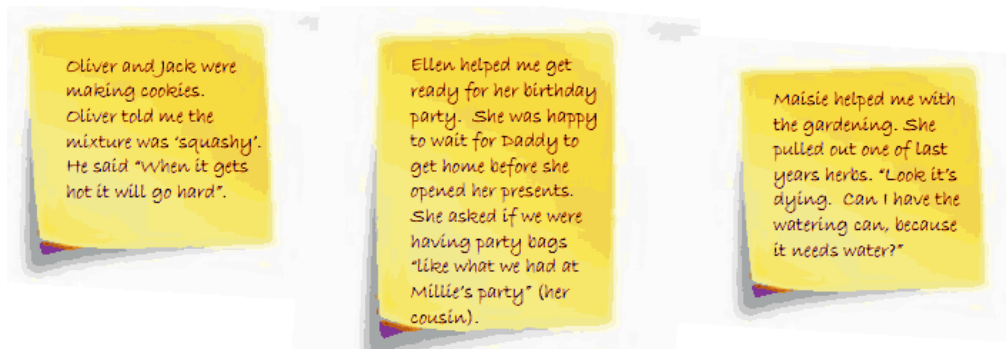 Oliver and Jack were
making cookies.
Oliver told me the
mixture was 'squashy'.
He said "When it gets
hot it will go hard".
Ellen helped me get
ready for her birthday
party. She was happy
to wait for Daddy to
get home before she
opened her presents.
She asked if we were
having party bags
"like what we had at
Millie's party" (her
cousin).
Maisie helped me with
the gardening. She
pulled out one of last
years herbs. "Look it's
dying. Can I have the
watering can, because
it needs water?"